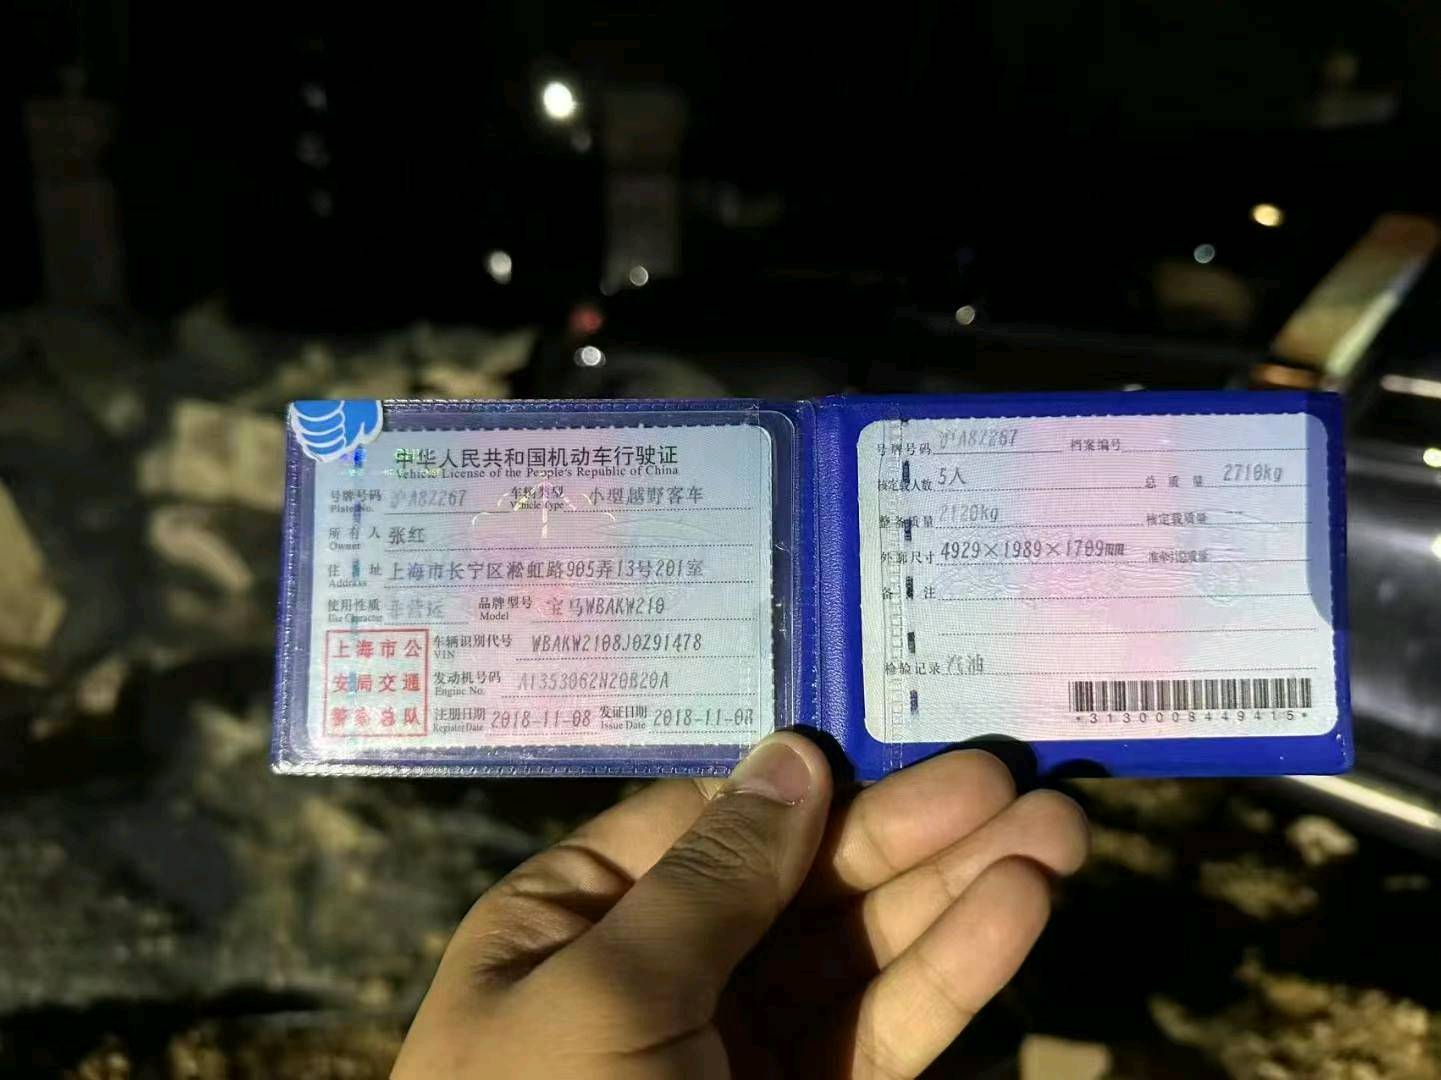 中华人民共和国机动车行驶证
Vehicle License of the People's Republic of China
号牌号码 沪A8Z267 车辆类型 小型越野客车
Plate No. Vehicle Type
所有人 张红
Owner
住址 上海市长宁区淞虹路905弄13号201室
Address
使用性质 非营运 品牌型号 宝马WBAKW210
Use Character Model
上海市公
安局交通
警察总队
车辆识别代号 WBAKW2108J0291478
VIN
发动机号码 A1353062N20B20A
Engine No.
注册日期 2018-11-08 发证日期 2018-11-08
Register Date Issue Date
号牌号码 沪A8Z267 档案编号
核定载人数 5人 总质量 2710kg
整备质量 2120kg 核定载质量 --
外廓尺寸 4929×1989×1709mm 准牵引总质量 --
备注
检验记录 汽油
*3130008449415*